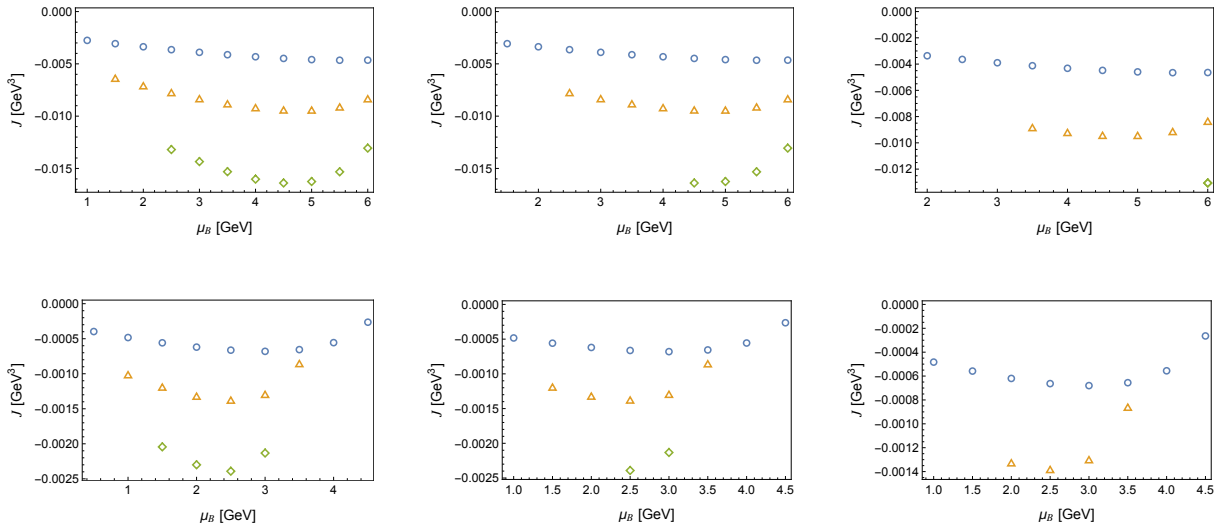 0.000
-0.005
-0.010
-0.015
J [GeV³]
1 2 3 4 5 6
μB [GeV]
0.000
-0.005
-0.010
-0.015
J [GeV³]
2 3 4 5 6
μB [GeV]
0.000
-0.002
-0.004
-0.006
-0.008
-0.010
-0.012
J [GeV³]
2 3 4 5 6
μB [GeV]
0.0000
-0.0005
-0.0010
-0.0015
-0.0020
-0.0025
J [GeV³]
1 2 3 4
μB [GeV]
0.0000
-0.0005
-0.0010
-0.0015
-0.0020
-0.0025
J [GeV³]
1.0 1.5 2.0 2.5 3.0 3.5 4.0 4.5
μB [GeV]
0.0000
-0.0002
-0.0004
-0.0006
-0.0008
-0.0010
-0.0012
-0.0014
J [GeV³]
1.0 1.5 2.0 2.5 3.0 3.5 4.0 4.5
μB [GeV]